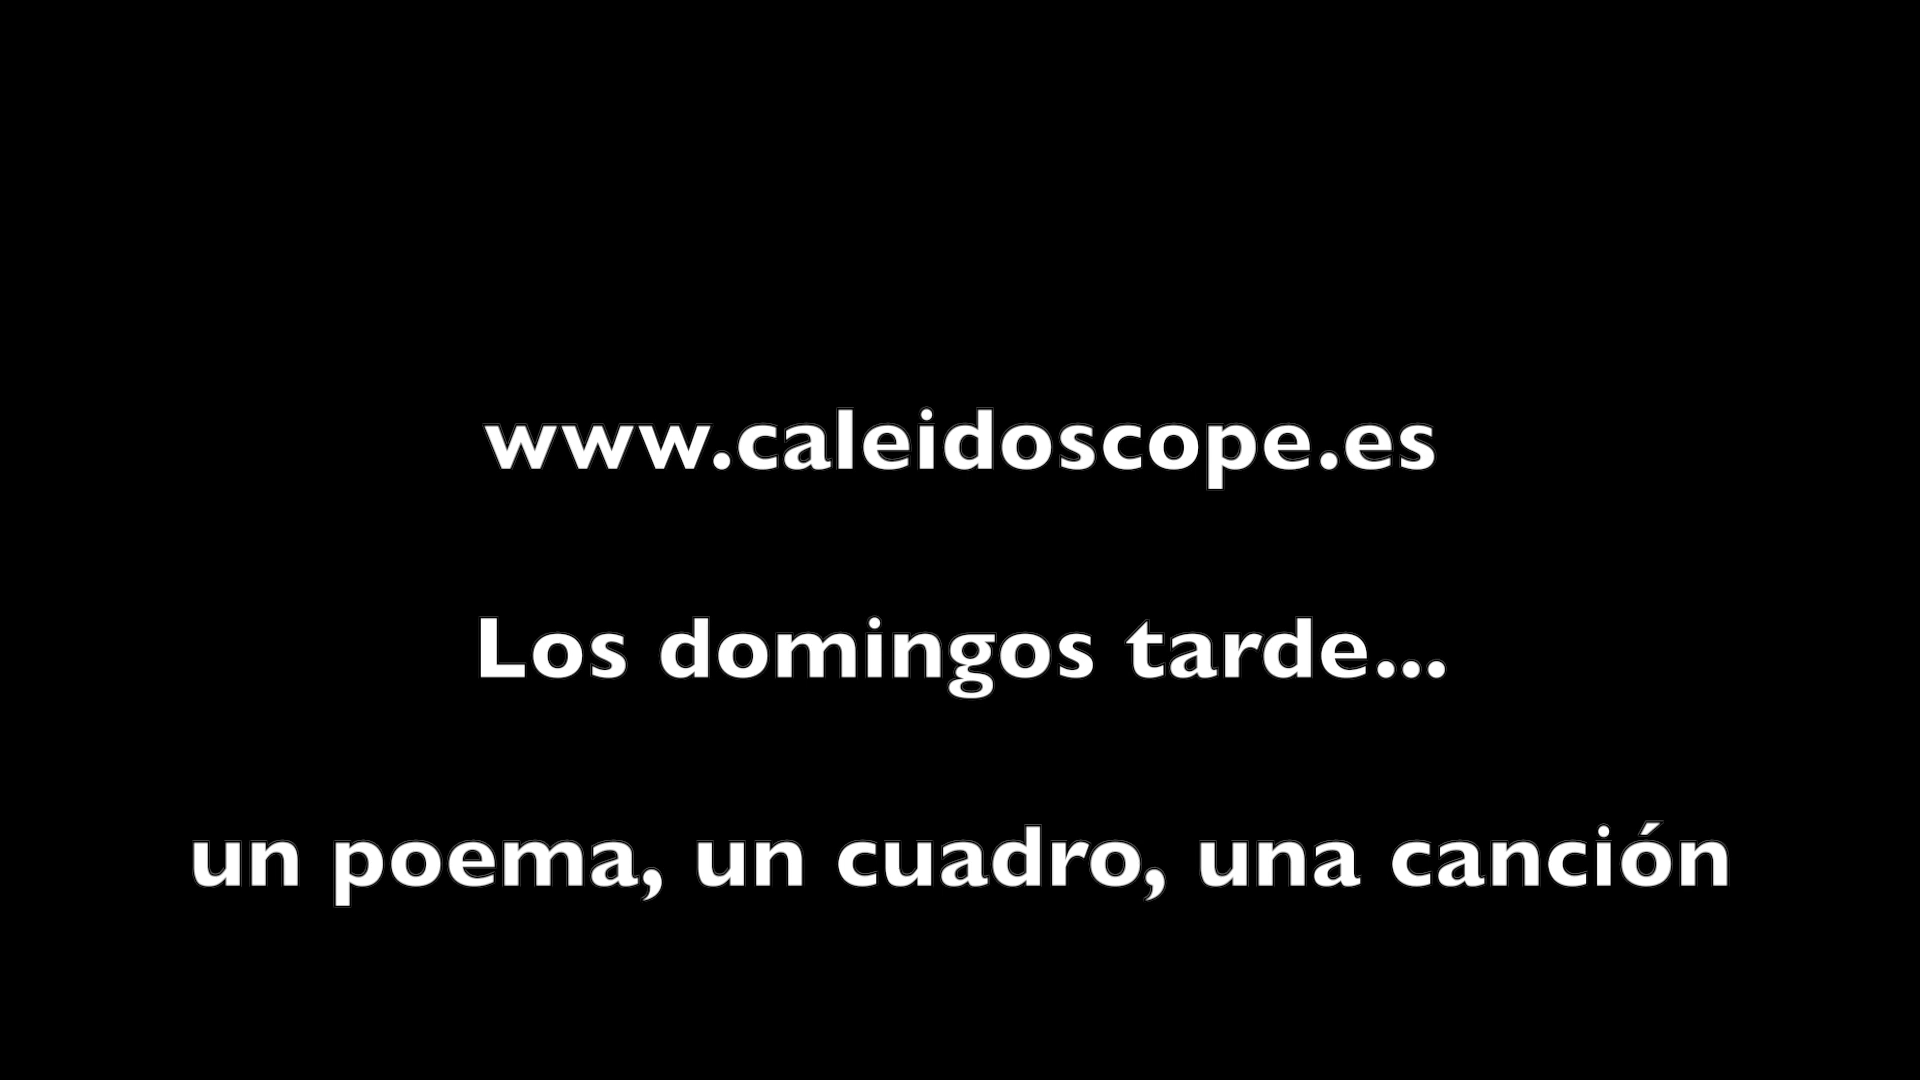 www.caleidoscope.es
Los domingos tarde...
un poema, un cuadro, una canción